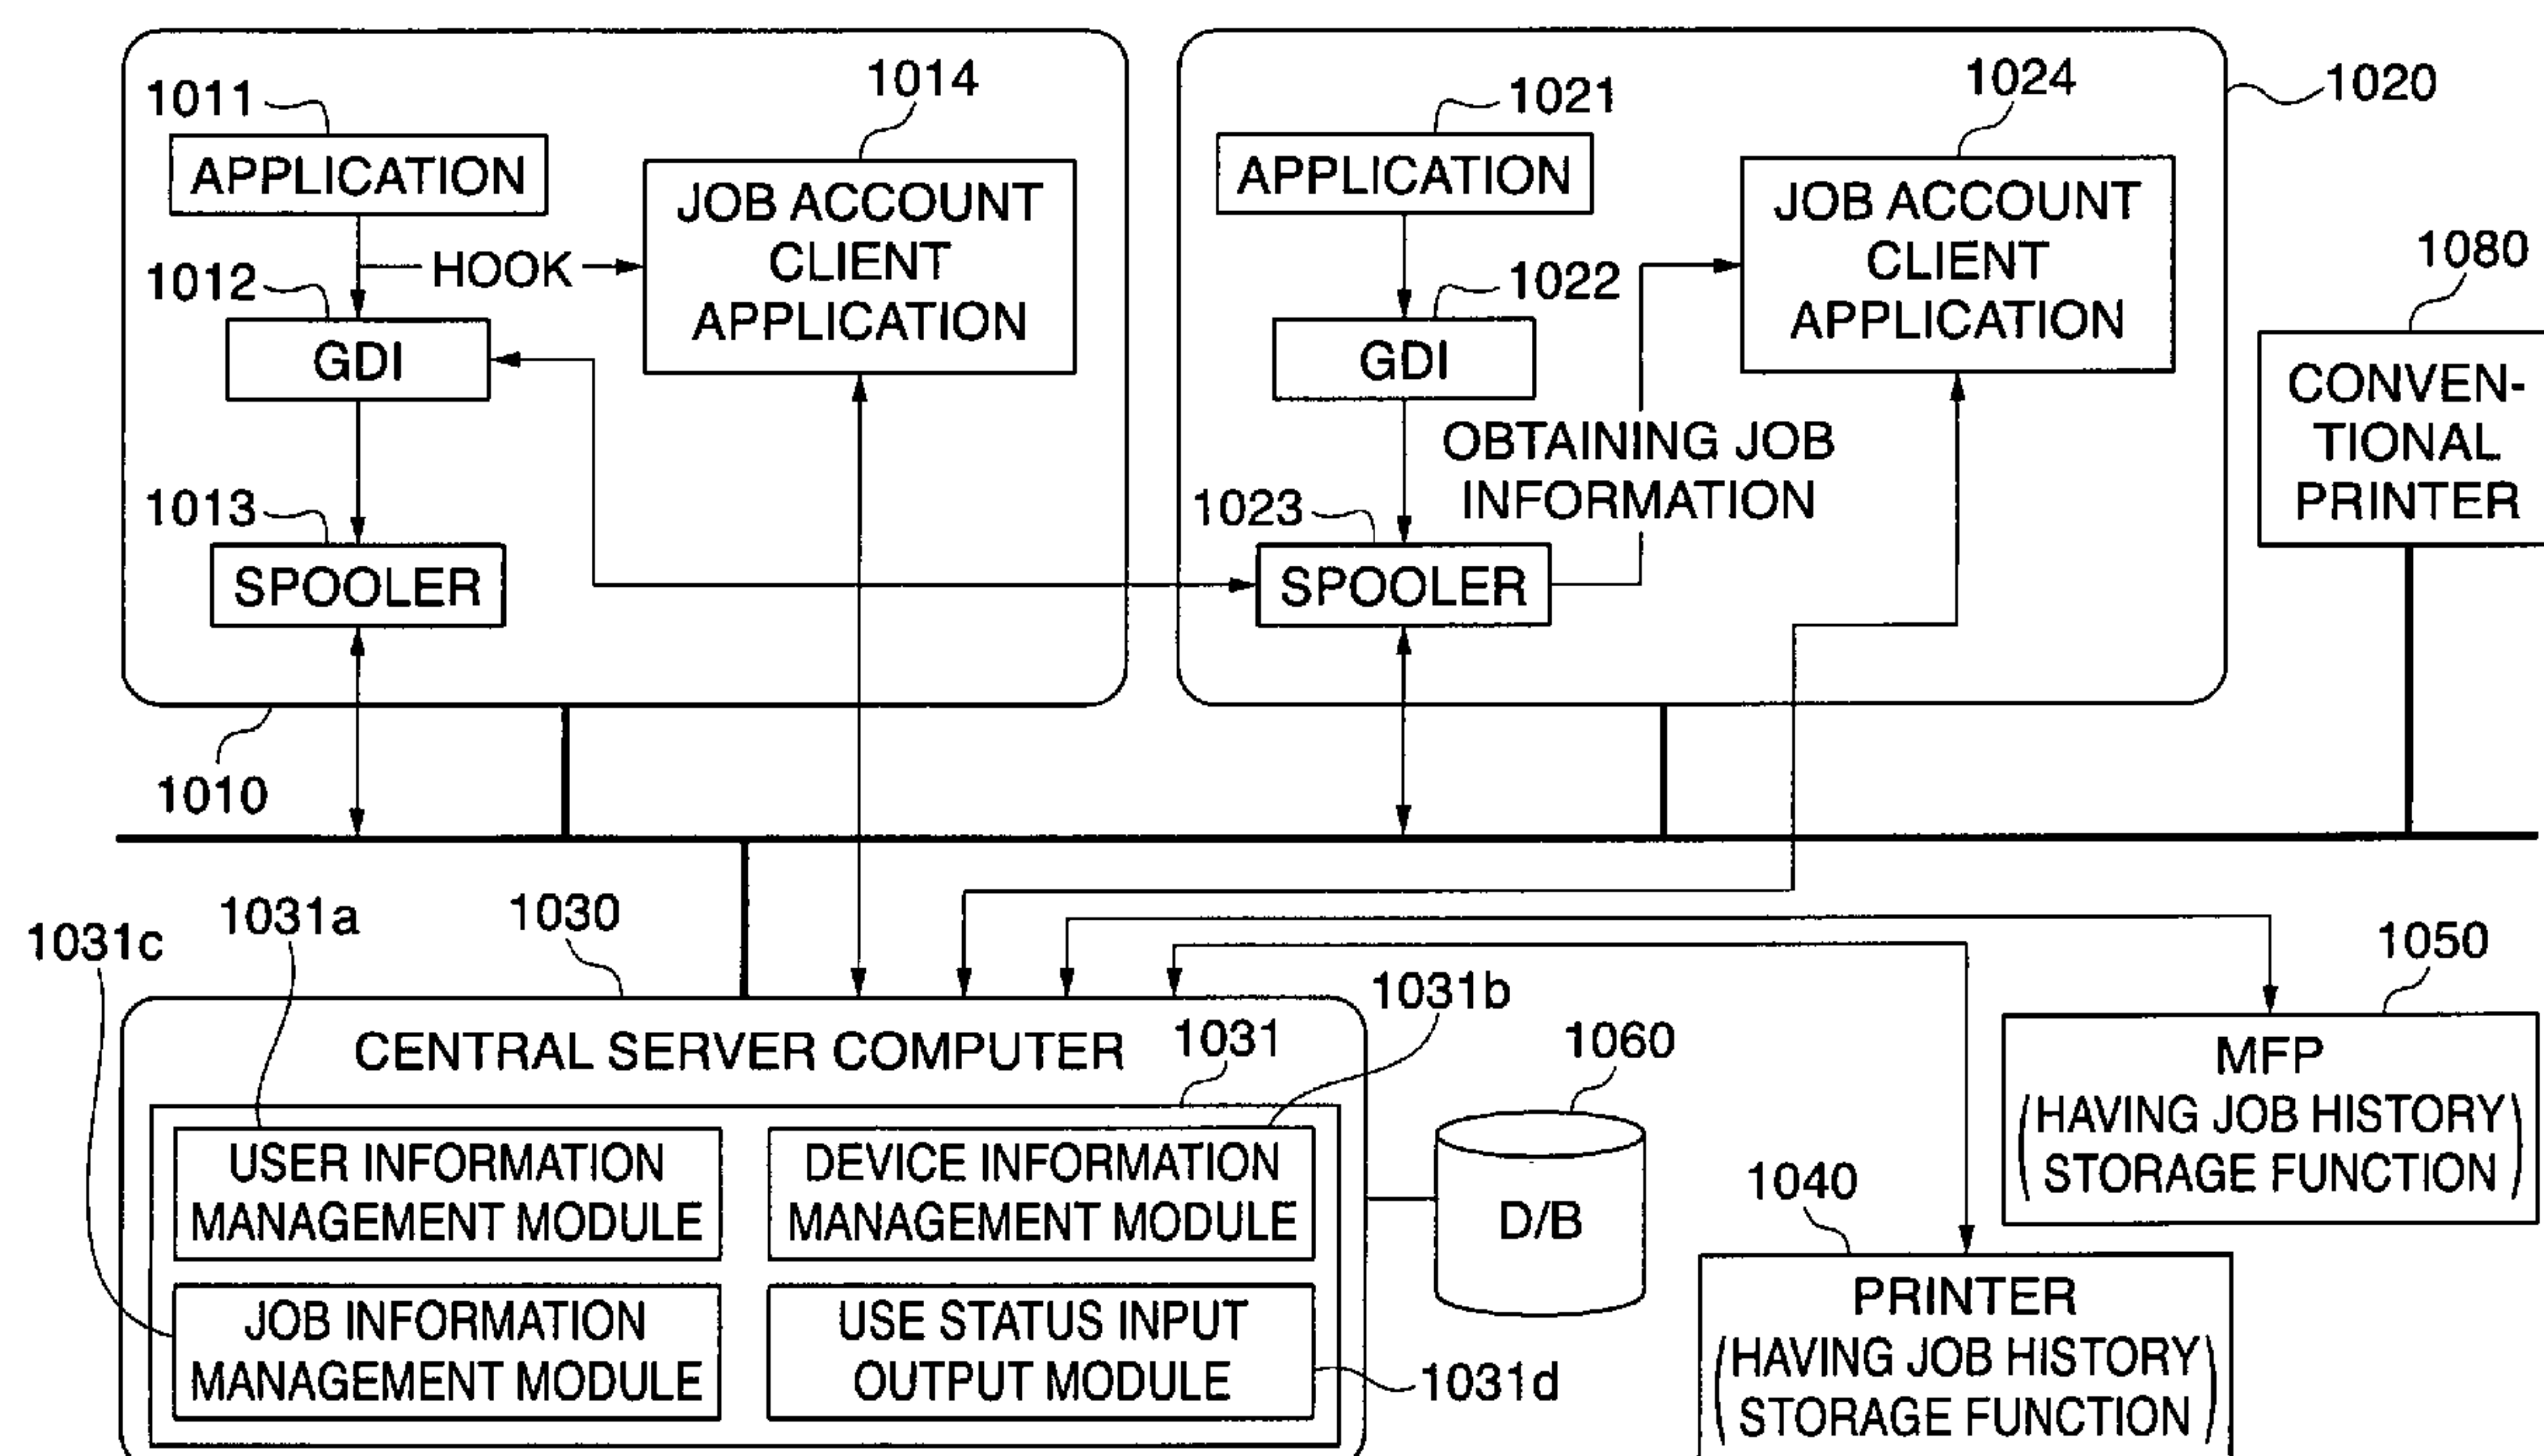 1011
1014
APPLICATION
JOB ACCOUNT
CLIENT
APPLICATION
HOOK
1012
GDI
1013
SPOOLER
1010
1021
1024
1020
APPLICATION
JOB ACCOUNT
CLIENT
APPLICATION
1022
GDI
OBTAINING JOB
INFORMATION
1023
SPOOLER
1080
CONVEN-
TIONAL
PRINTER
1031c
1031a
1030
CENTRAL SERVER COMPUTER
1031
1031b
USER INFORMATION
MANAGEMENT MODULE
DEVICE INFORMATION
MANAGEMENT MODULE
JOB INFORMATION
MANAGEMENT MODULE
USE STATUS INPUT
OUTPUT MODULE
1031d
1060
D/B
1050
MFP
(HAVING JOB HISTORY
STORAGE FUNCTION)
1040
PRINTER
(HAVING JOB HISTORY
STORAGE FUNCTION)